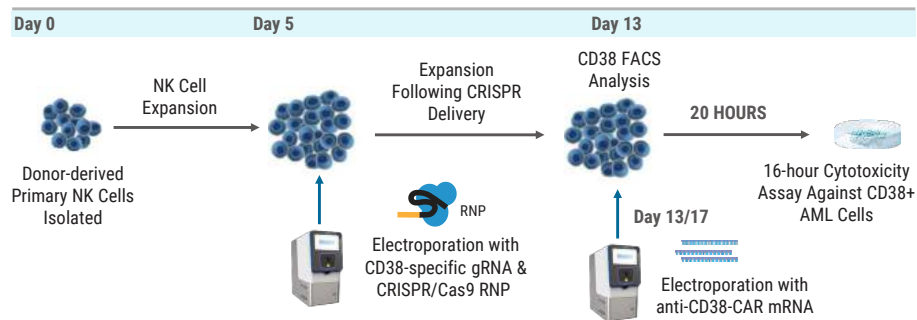 Day 0
Day 5
Day 13
NK Cell
Expansion
Expansion
Following CRISPR
Delivery
CD38 FACS
Analysis
20 HOURS
Donor-derived
Primary NK Cells
Isolated
RNP
Electroporation with
CD38-specific gRNA &
CRISPR/Cas9 RNP
Day 13/17
Electroporation with
anti-CD38-CAR mRNA
16-hour Cytotoxicity
Assay Against CD38+
AML Cells